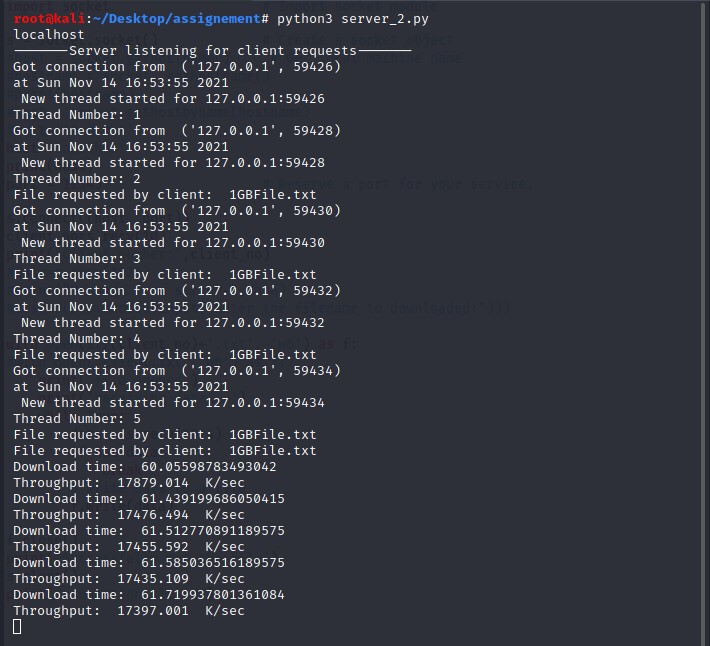 root@kali:~/Desktop/assignement# python3 server_2.py
localhost
———Server listening for client requests———
Got connection from  ('127.0.0.1', 59426)
at Sun Nov 14 16:53:55 2021
 New thread started for 127.0.0.1:59426
Thread Number: 1
Got connection from  ('127.0.0.1', 59428)
at Sun Nov 14 16:53:55 2021
 New thread started for 127.0.0.1:59428
Thread Number: 2
File requested by client:  1GBFile.txt
Got connection from  ('127.0.0.1', 59430)
at Sun Nov 14 16:53:55 2021
 New thread started for 127.0.0.1:59430
Thread Number: 3
File requested by client:  1GBFile.txt
Got connection from  ('127.0.0.1', 59432)
at Sun Nov 14 16:53:55 2021
 New thread started for 127.0.0.1:59432
Thread Number: 4
File requested by client:  1GBFile.txt
Got connection from  ('127.0.0.1', 59434)
at Sun Nov 14 16:53:55 2021
 New thread started for 127.0.0.1:59434
Thread Number: 5
File requested by client:  1GBFile.txt
File requested by client:  1GBFile.txt
Download time:  60.05598783493042
Throughput:  17879.014  K/sec
Download time:  61.439199686050415
Throughput:  17476.494  K/sec
Download time:  61.512770891189575
Throughput:  17455.592  K/sec
Download time:  61.585036516189575
Throughput:  17435.109  K/sec
Download time:  61.719937801361084
Throughput:  17397.001  K/sec